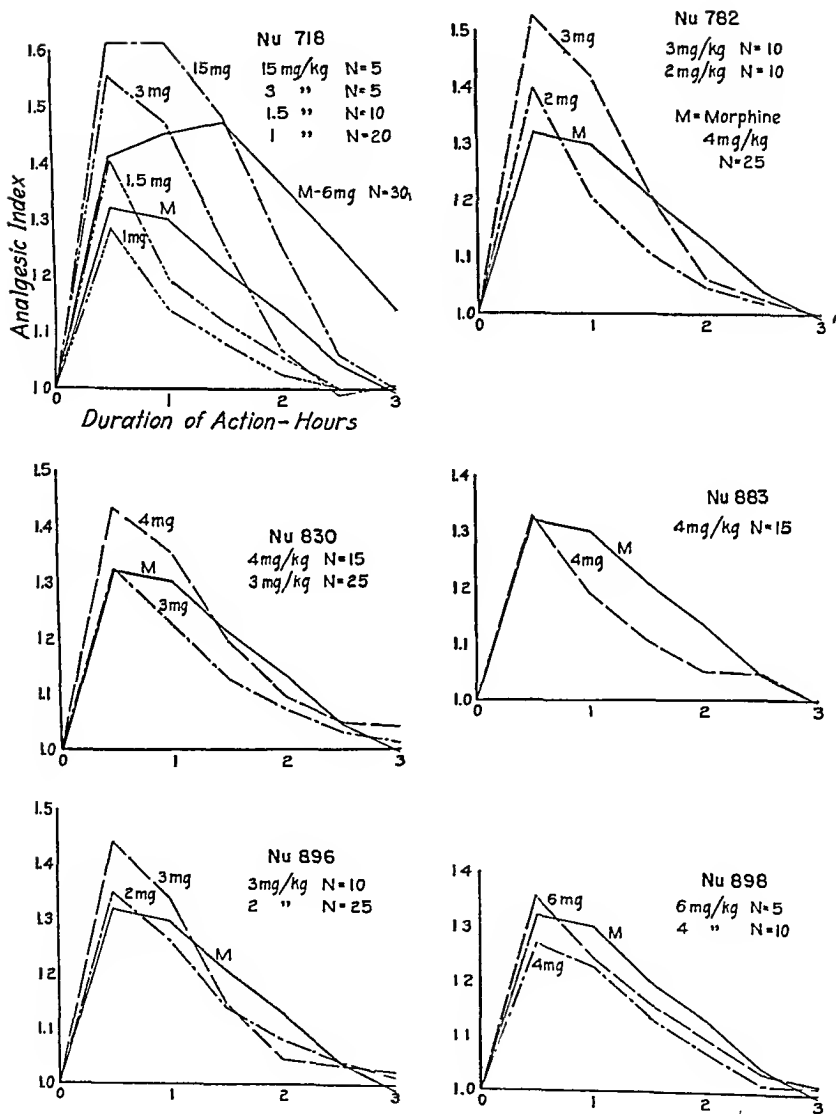 Nu 718
15mg/kg N=5
3 " N=5
1.5 " N=10
1 " N=20
15mg
3mg
1.5mg
M
1mg
M-6mg N=30
Analgesic Index
1.6
1.5
1.4
1.3
1.2
1.1
1.0
0 1 2 3
Duration of Action-Hours
Nu 782
3mg/kg N=10
2mg/kg N=10
M=Morphine
4mg/kg
N=25
3mg
2mg
M
1.5
1.4
1.3
1.2
1.1
1.0
0 1 2 3
Nu 830
4mg/kg N=15
3mg/kg N=25
4mg
M
3mg
1.5
1.4
1.3
1.2
1.1
1.0
0 1 2 3
Nu 883
4mg/kg N=15
M
4mg
1.4
1.3
1.2
1.1
1.0
0 1 2 3
Nu 896
3mg/kg N=10
2 " N=25
3mg
2mg
M
1.5
1.4
1.3
1.2
1.1
1.0
0 1 2 3
Nu 898
6mg/kg N=5
4 " N=10
6mg
M
4mg
1.4
1.3
1.2
1.1
1.0
0 1 2 3